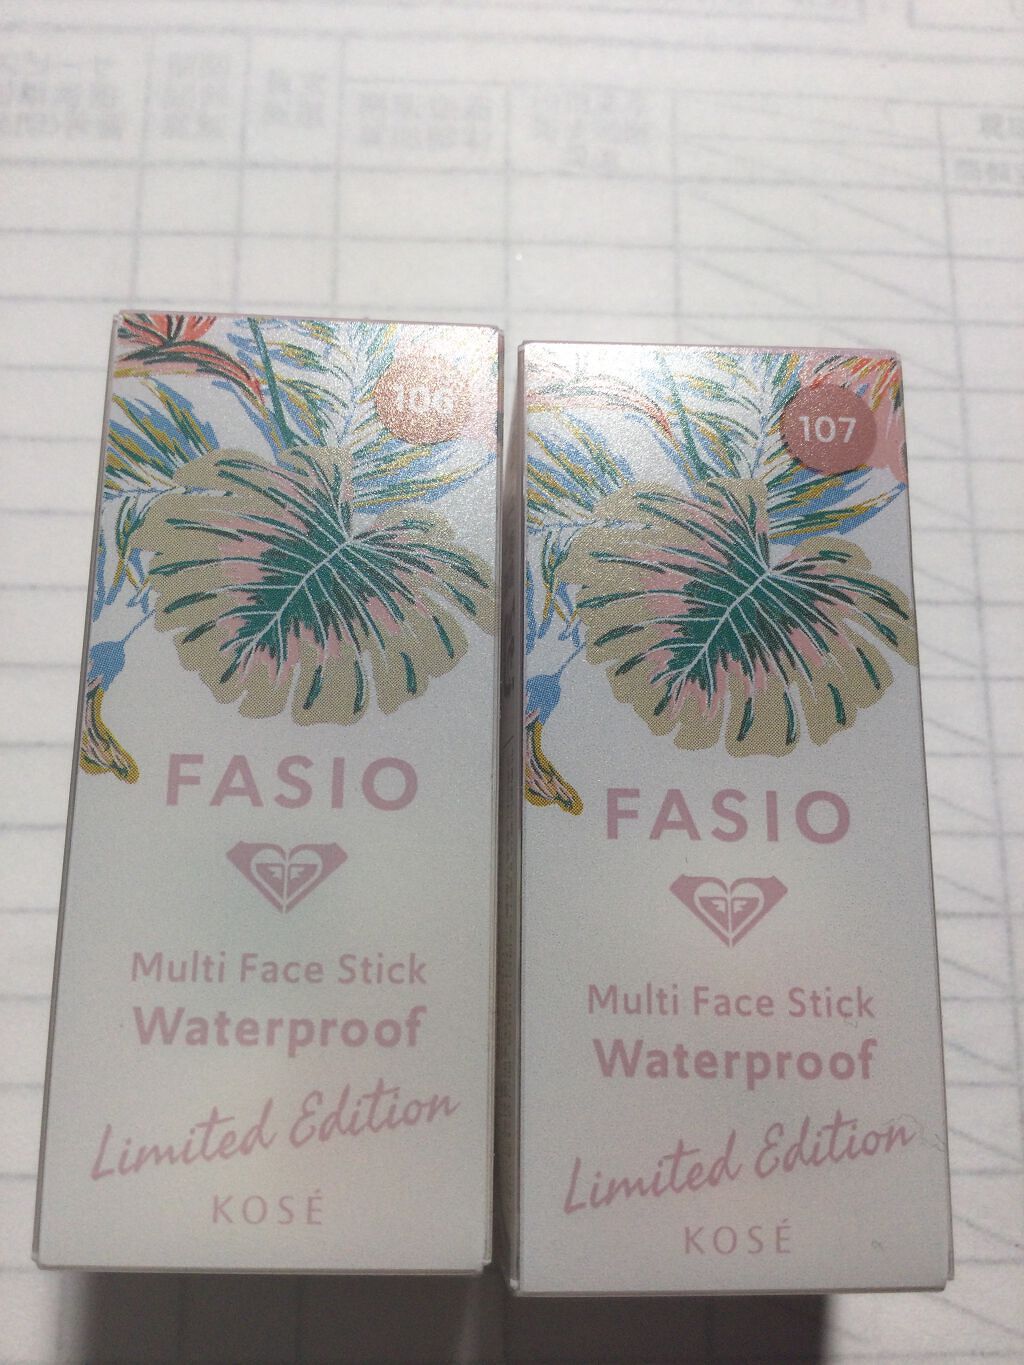 106
FASIO
Multi Face Stick
Waterproof
Limited Edition
KOSÉ
107
FASIO
Multi Face Stick
Waterproof
Limited Edition
KOSÉ